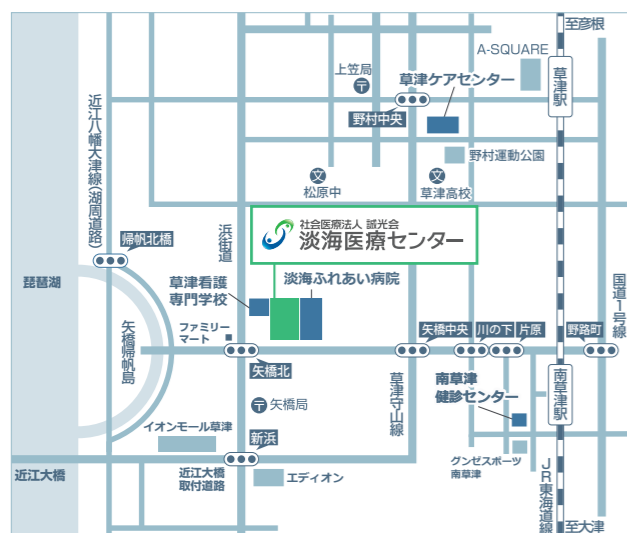 至彦根
A-SQUARE
草津駅
上笠局
草津ケアセンター
野村中央
野村運動公園
近江八幡大津線(湖周道路)
松原中
草津高校
浜街道
社会医療法人 誠光会
淡海医療センター
帰帆北橋
琵琶湖
草津看護
専門学校
淡海ふれあい病院
国道1号線
矢橋帰帆島
ファミリー
マート
矢橋中央
川の下
片原
野路町
矢橋北
草津守山線
南草津
健診センター
南草津駅
矢橋局
イオンモール草津
新浜
近江大橋
近江大橋
取付道路
エディオン
グンゼスポーツ
南草津
JR東海道線
至大津